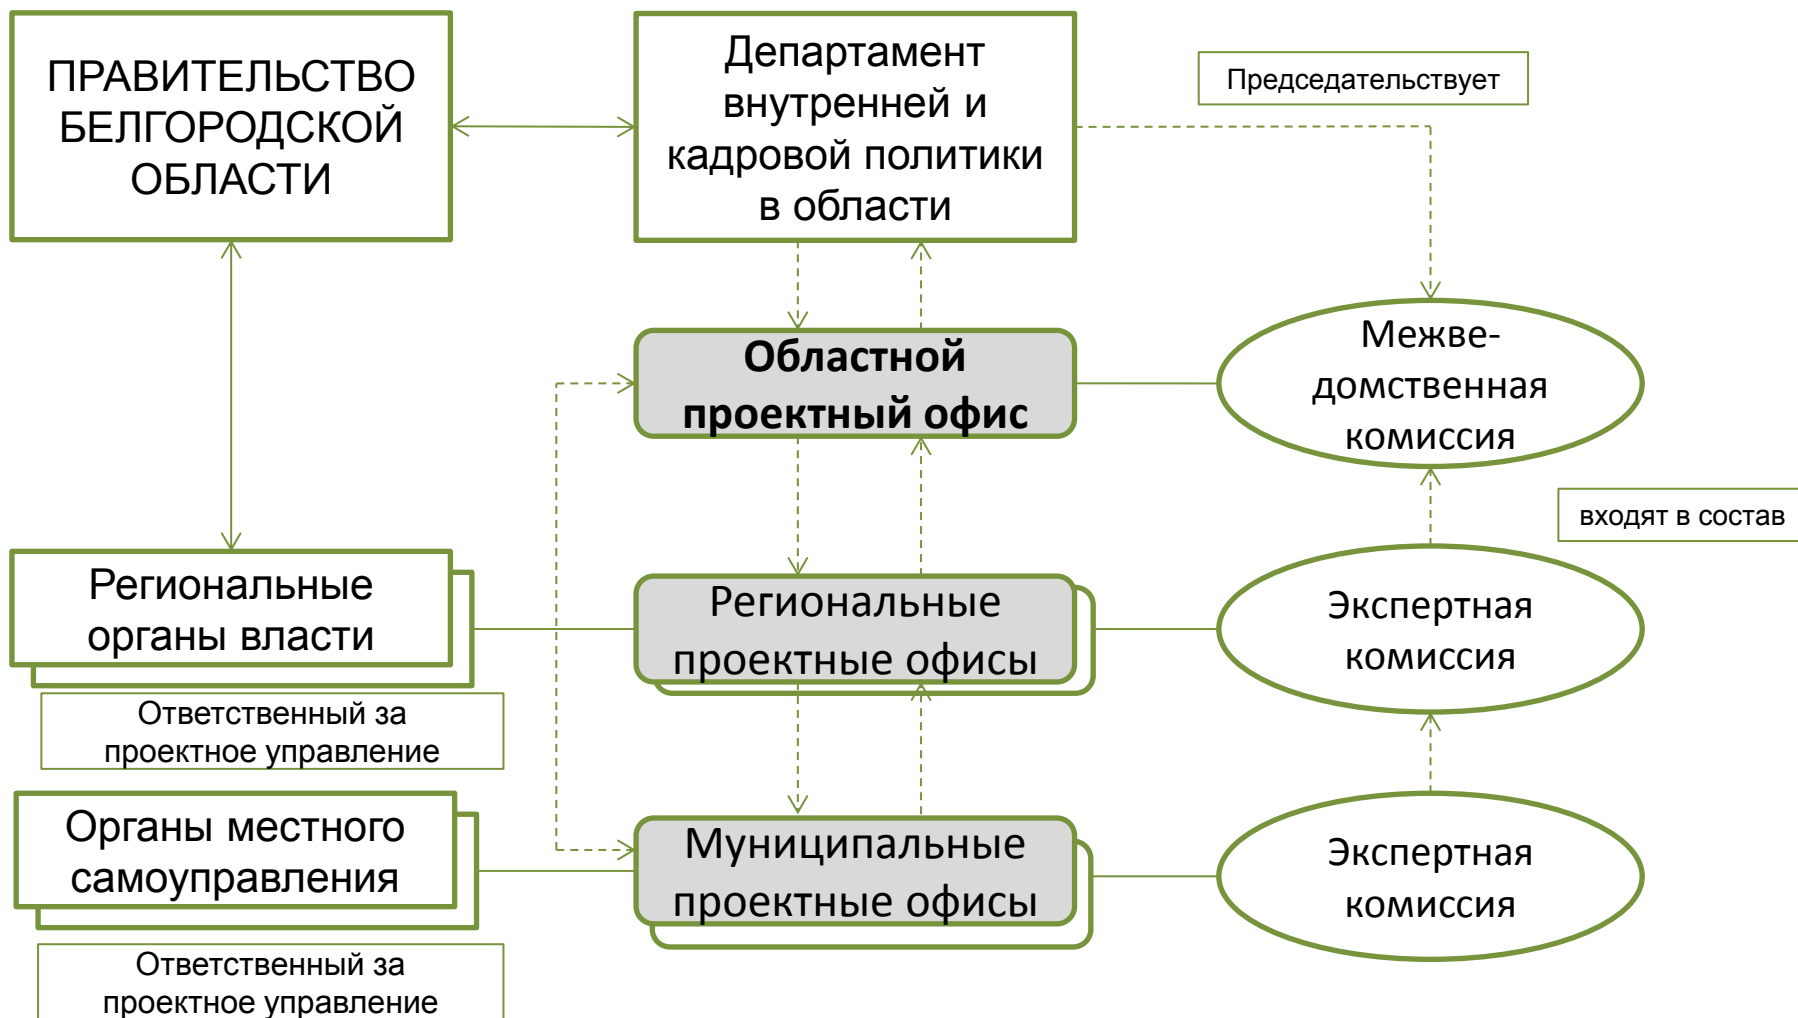 ПРАВИТЕЛЬСТВО
БЕЛГОРОДСКОЙ
ОБЛАСТИ
Департамент
внутренней и
кадровой политики
в области
Председательствует
Областной
проектный офис
Межве-
домственная
комиссия
входят в состав
Региональные
органы власти
Региональные
проектные офисы
Экспертная
комиссия
Ответственный за
проектное управление
Органы местного
самоуправления
Муниципальные
проектные офисы
Экспертная
комиссия
Ответственный за
проектное управление